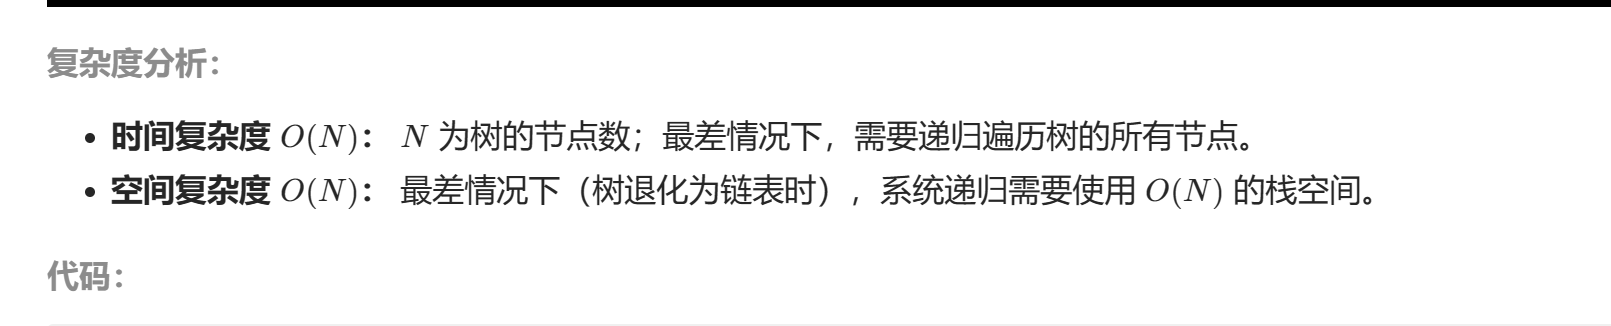 复杂度分析：
• 时间复杂度 O(N)： N 为树的节点数；最差情况下，需要递归遍历树的所有节点。
• 空间复杂度 O(N)： 最差情况下（树退化为链表时），系统递归需要使用 O(N) 的栈空间。
代码：